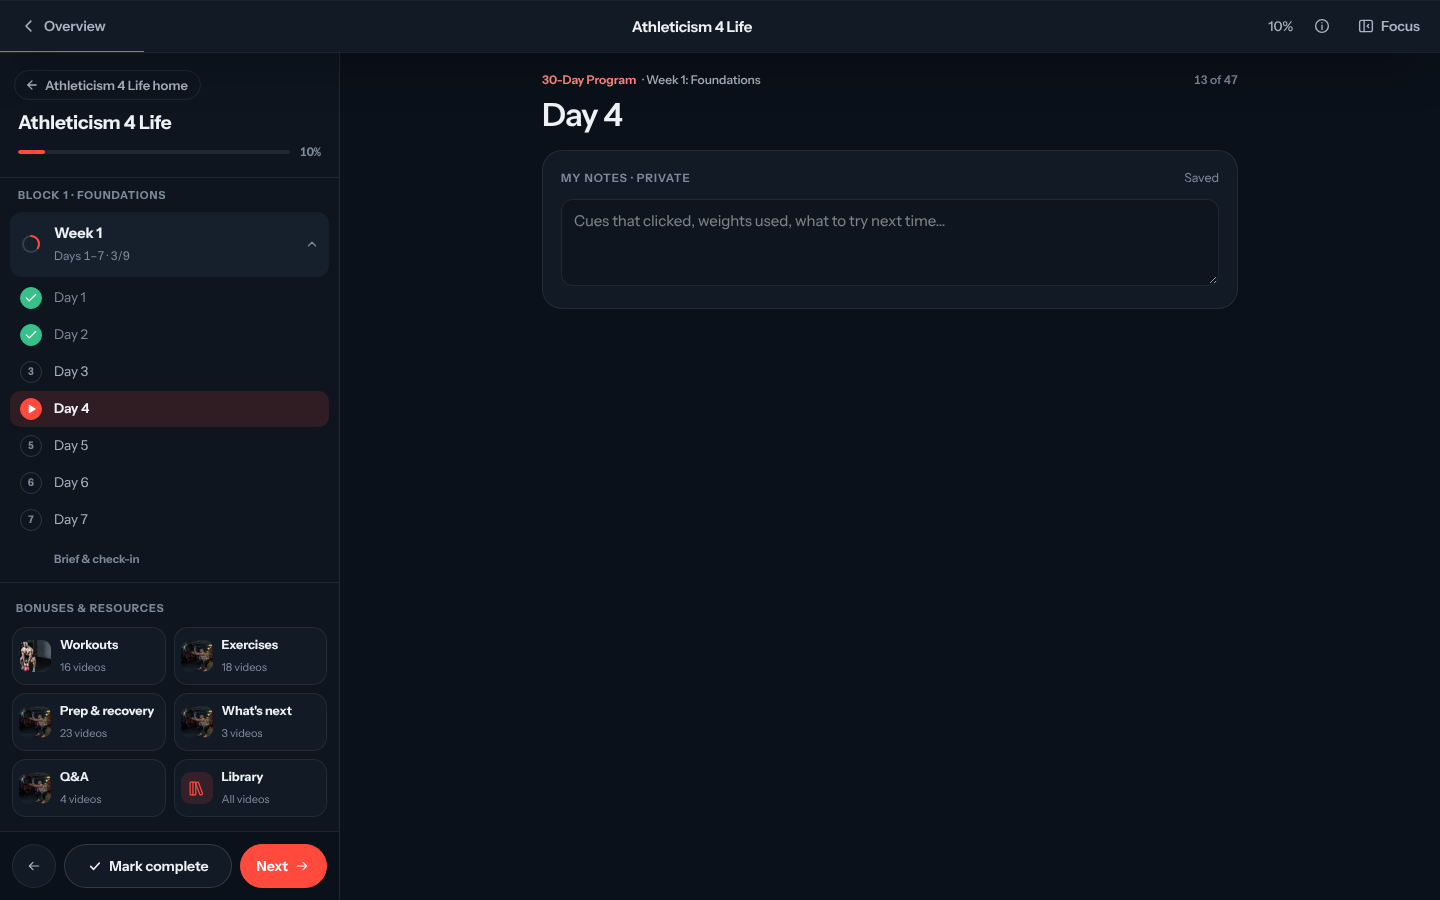 Overview
Athleticism 4 Life
10%
Focus
Athleticism 4 Life home
Athleticism 4 Life
10%
BLOCK 1 · FOUNDATIONS
Week 1
Days 1–7 · 3/9
Day 1
Day 2
3 Day 3
Day 4
5 Day 5
6 Day 6
7 Day 7
Brief & check-in
BONUSES & RESOURCES
Workouts
16 videos
Exercises
18 videos
Prep & recovery
23 videos
What's next
3 videos
Q&A
4 videos
Library
All videos
Mark complete
Next
30-Day Program · Week 1: Foundations
13 of 47
Day 4
MY NOTES · PRIVATE
Saved
Cues that clicked, weights used, what to try next time...